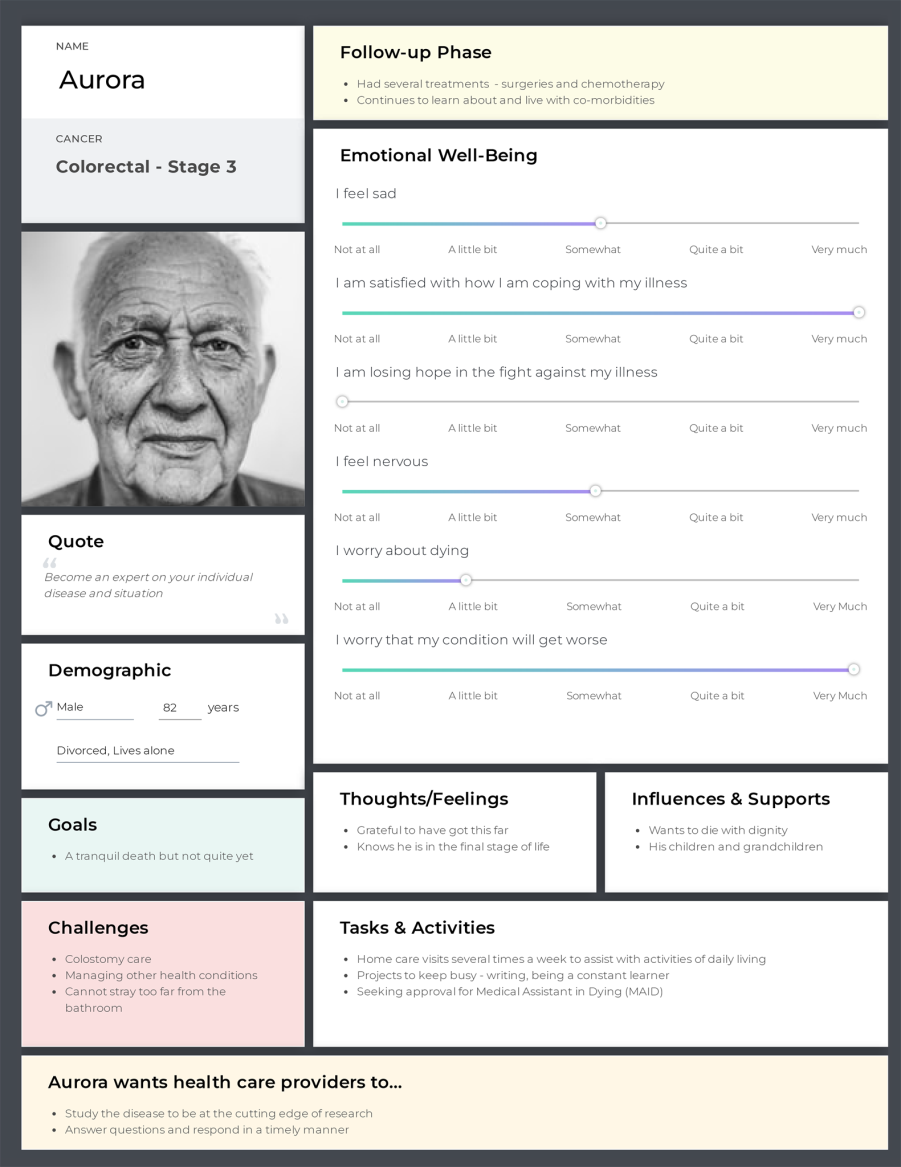 NAME
Aurora
CANCER
Colorectal - Stage 3
Quote
“
Become an expert on your individual
disease and situation
”
Demographic
Male 82 years
Divorced, Lives alone
Goals
• A tranquil death but not quite yet
Challenges
• Colostomy care
• Managing other health conditions
• Cannot stray too far from the
bathroom
Follow-up Phase
• Had several treatments - surgeries and chemotherapy
• Continues to learn about and live with co-morbidities
Emotional Well-Being
I feel sad
Not at all A little bit Somewhat Quite a bit Very much
I am satisfied with how I am coping with my illness
Not at all A little bit Somewhat Quite a bit Very much
I am losing hope in the fight against my illness
Not at all A little bit Somewhat Quite a bit Very much
I feel nervous
Not at all A little bit Somewhat Quite a bit Very much
I worry about dying
Not at all A little bit Somewhat Quite a bit Very Much
I worry that my condition will get worse
Not at all A little bit Somewhat Quite a bit Very Much
Thoughts/Feelings
• Grateful to have got this far
• Knows he is in the final stage of life
Influences & Supports
• Wants to die with dignity
• His children and grandchildren
Tasks & Activities
• Home care visits several times a week to assist with activities of daily living
• Projects to keep busy - writing, being a constant learner
• Seeking approval for Medical Assistant in Dying (MAID)
Aurora wants health care providers to...
• Study the disease to be at the cutting edge of research
• Answer questions and respond in a timely manner